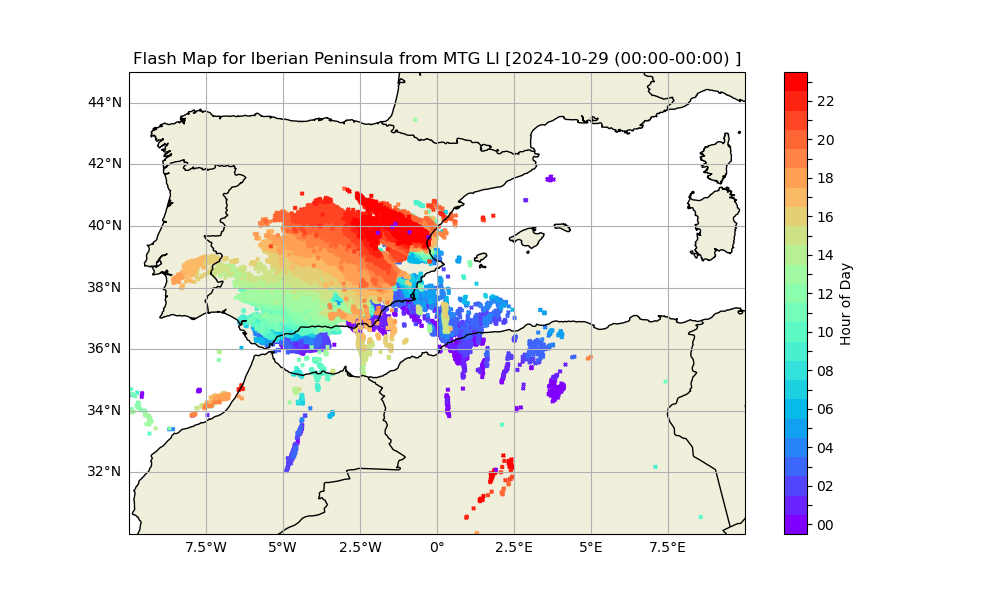 Flash Map for Iberian Peninsula from MTG LI [2024-10-29 (00:00-00:00) ]
44°N
42°N
40°N
38°N
36°N
34°N
32°N
7.5°W
5°W
2.5°W
0°
2.5°E
5°E
7.5°E
22
20
18
16
14
12
10
08
06
04
02
00
Hour of Day